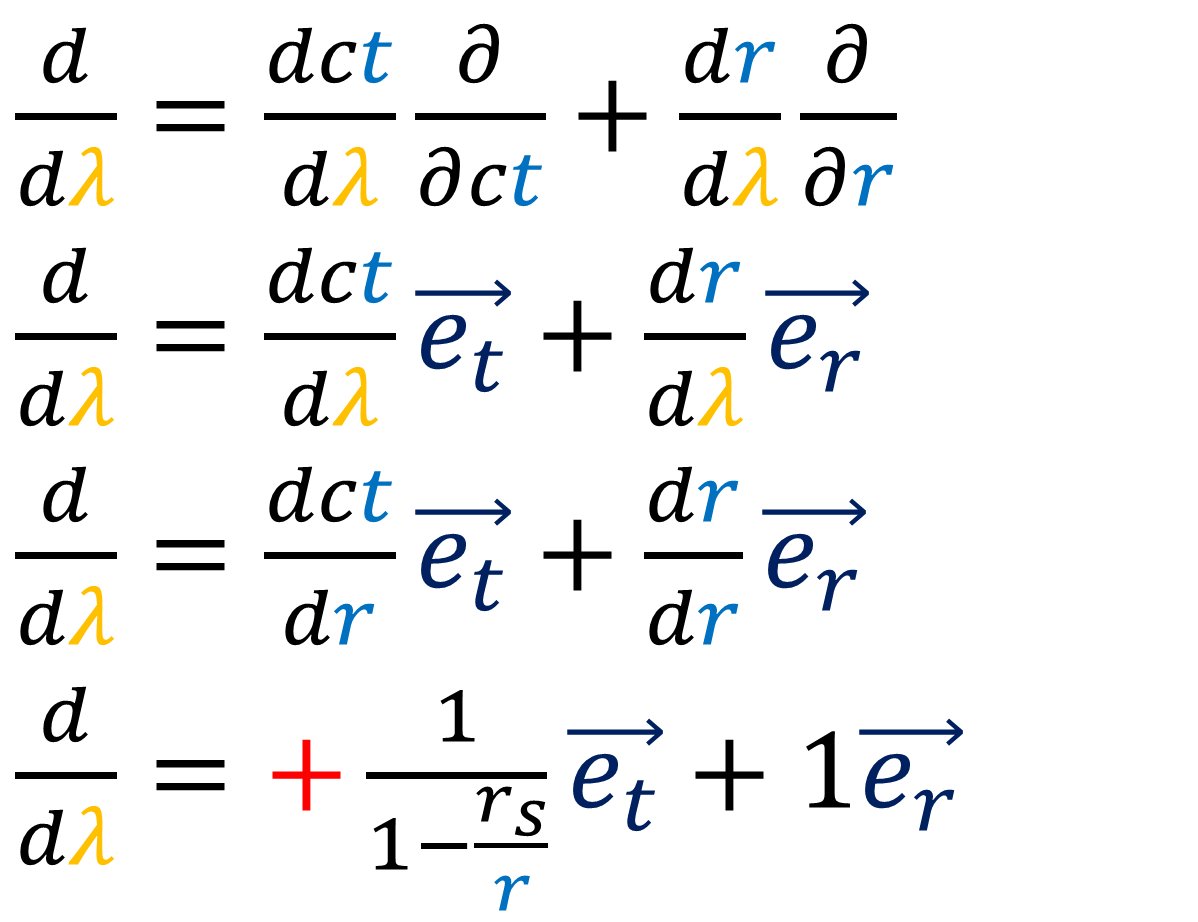 d/dλ = dct/dλ ∂/∂ct + dr/dλ ∂/∂r
d/dλ = dct/dλ e⃗_t + dr/dλ e⃗_r
d/dλ = dct/dr e⃗_t + dr/dr e⃗_r
d/dλ = + 1/(1−r_s/r) e⃗_t + 1e⃗_r